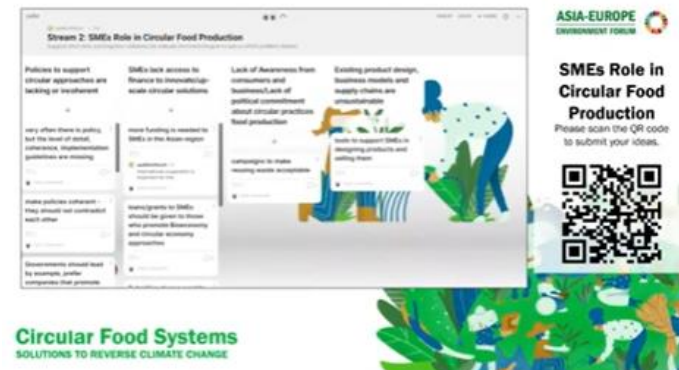 Stream 2: SMEs Role in Circular Food Production
Policies to support
circular approaches are
lacking or incoherent
very often there is policy,
but the level of detail,
coherence, implementation
guidelines are missing
make policies coherent -
they should not contradict
each other
Governments should lead
by example, prefer
companies that promote
SMEs lack access to
finance to innovate/up-
scale circular solutions
more funding is needed to
SMEs in the Asian region
loans/grants to SMEs
should be given to those
who promote Bioeconomy
and circular economy
approaches
Lack of Awareness from
consumers and
business/Lack of
political commitment
about circular practices
food production
campaigns to make
reusing waste acceptable
Existing product design,
business models and
supply chains are
unsustainable
tools to support SMEs in
designing products and
selling them
ASIA-EUROPE
ENVIRONMENT FORUM
SMEs Role in
Circular Food
Production
Please scan the QR code
to submit your ideas.
Circular Food Systems
SOLUTIONS TO REVERSE CLIMATE CHANGE